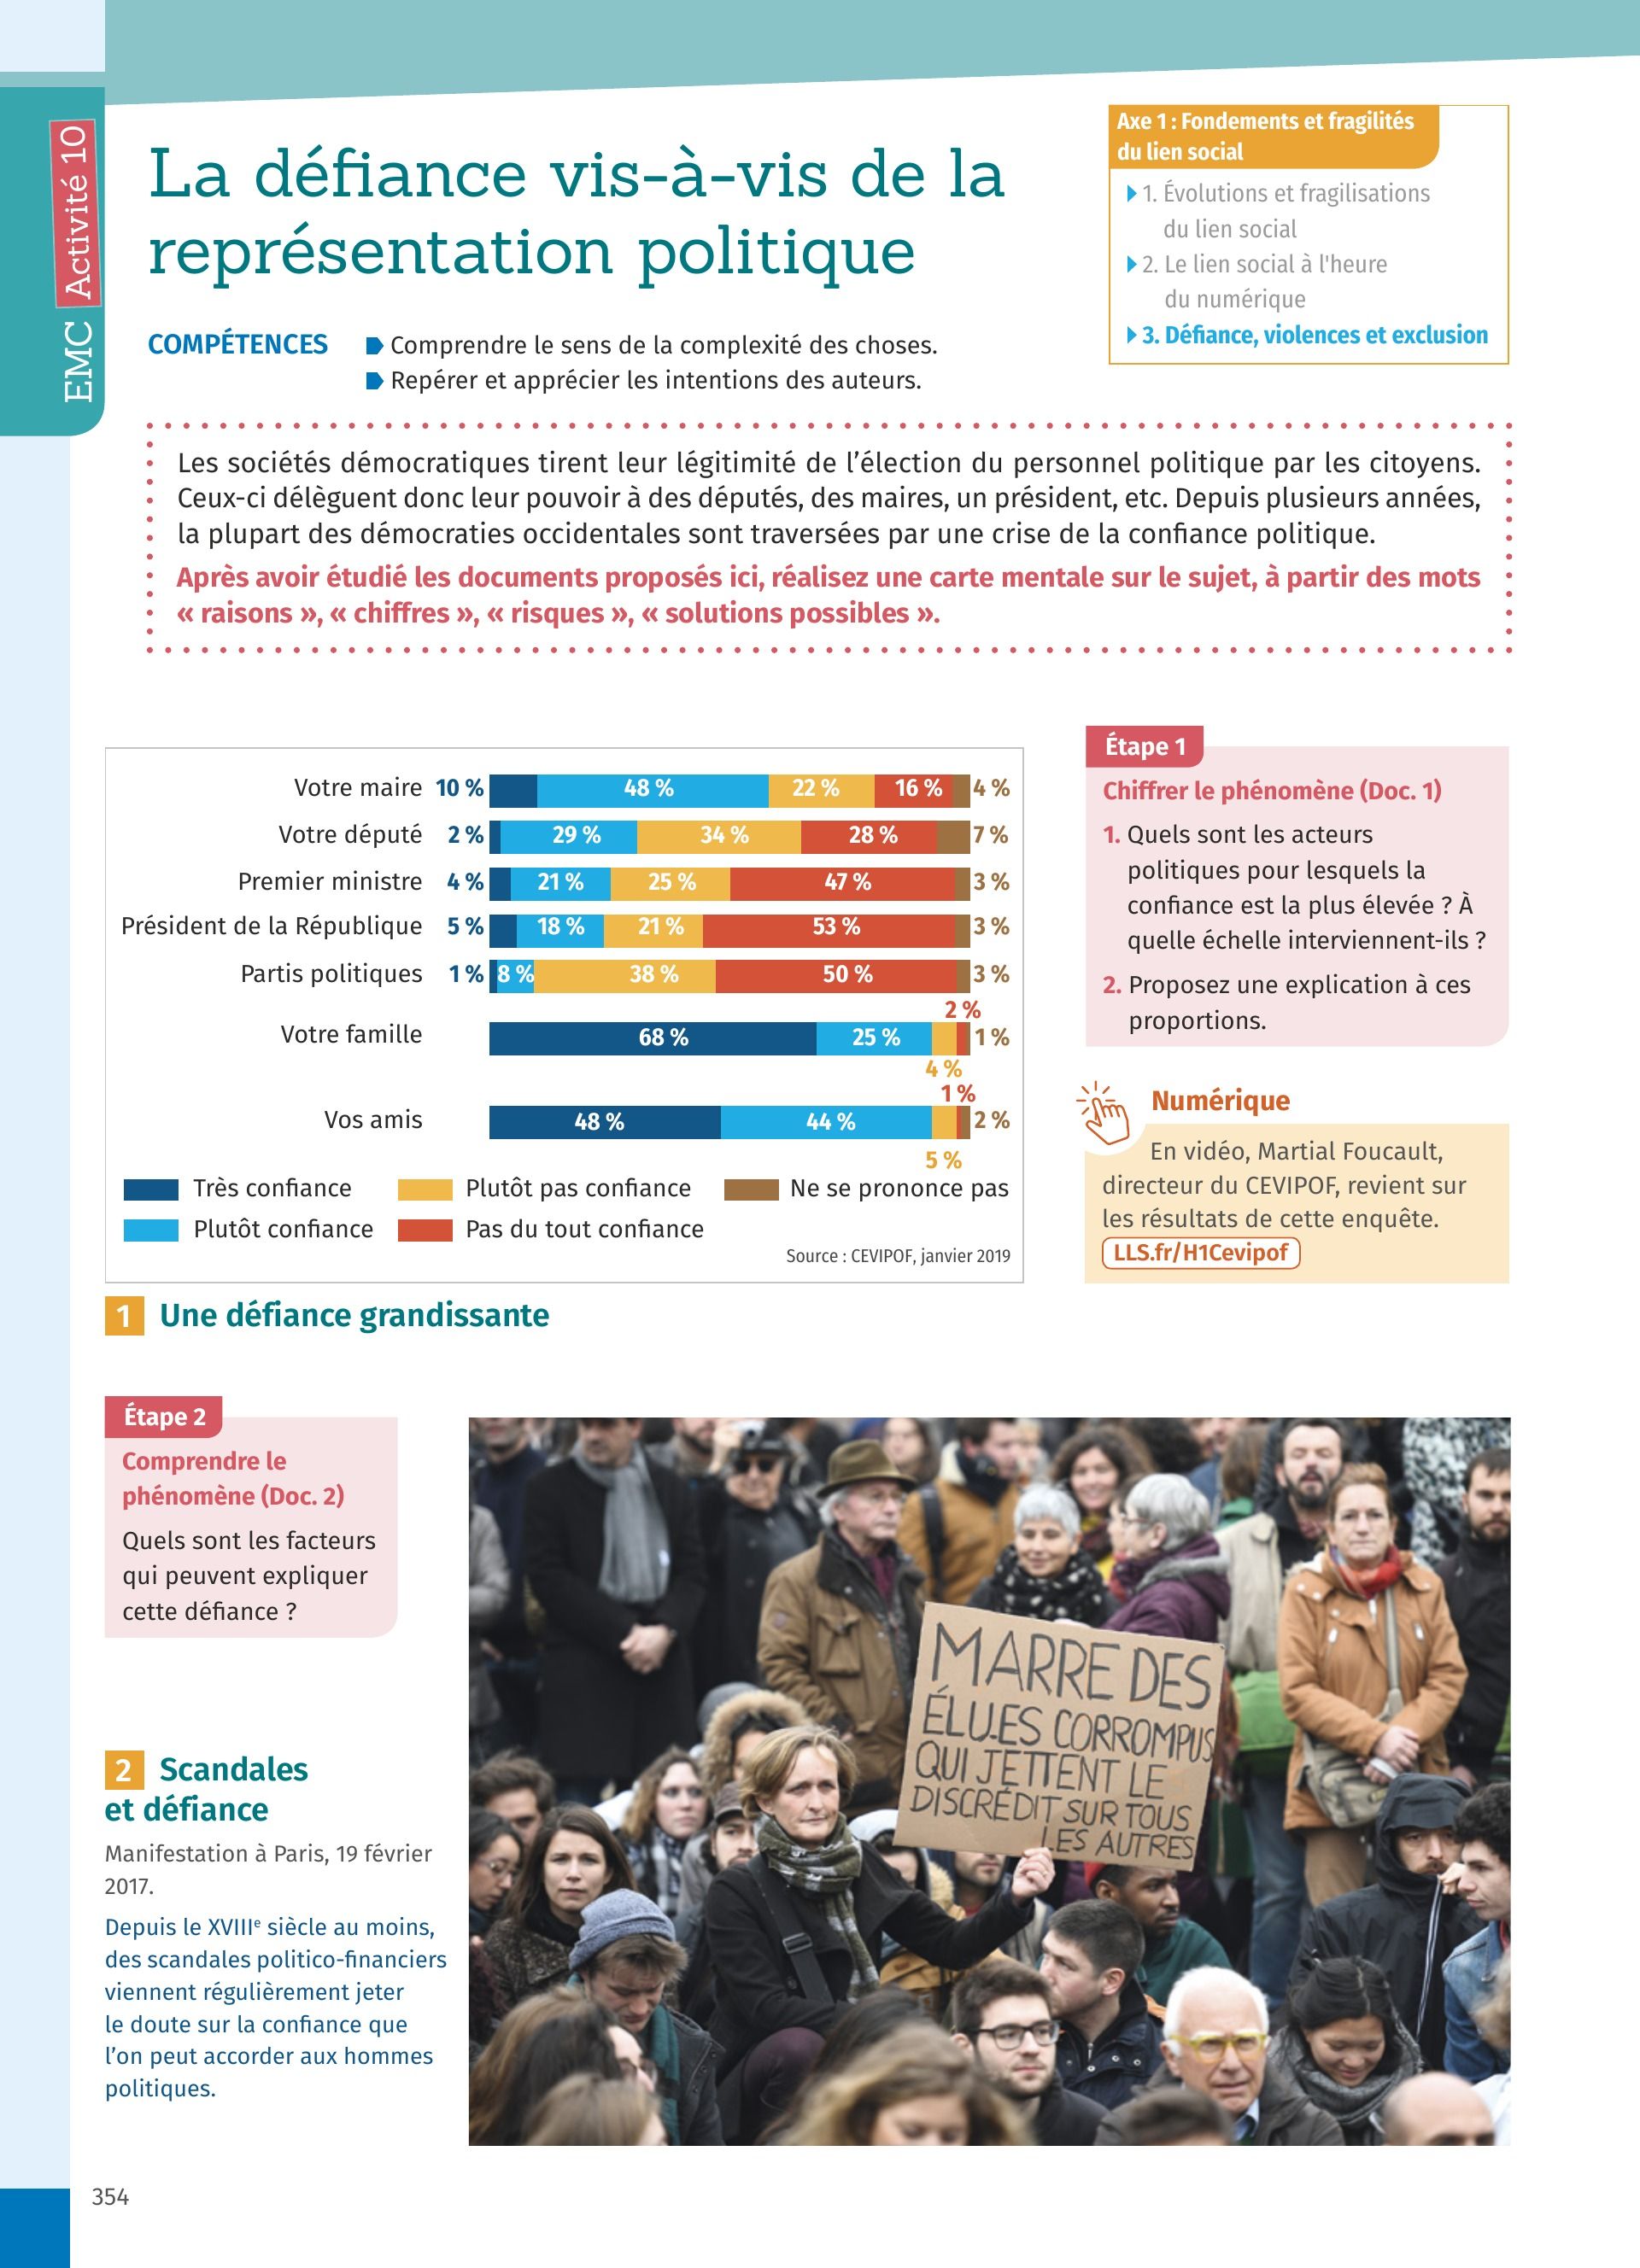 EMC Activité 10
La défiance vis-à-vis de la
représentation politique
COMPÉTENCES
Comprendre le sens de la complexité des choses.
Repérer et apprécier les intentions des auteurs.
Axe 1 : Fondements et fragilités
du lien social
1. Évolutions et fragilisations
du lien social
2. Le lien social à l'heure
du numérique
3. Défiance, violences et exclusion
Les sociétés démocratiques tirent leur légitimité de l’élection du personnel politique par les citoyens.
Ceux-ci délèguent donc leur pouvoir à des députés, des maires, un président, etc. Depuis plusieurs années,
la plupart des démocraties occidentales sont traversées par une crise de la confiance politique.
Après avoir étudié les documents proposés ici, réalisez une carte mentale sur le sujet, à partir des mots
« raisons », « chiffres », « risques », « solutions possibles ».
Votre maire 10 % 48 % 22 % 16 % 4 %
Votre député 2 % 29 % 34 % 28 % 7 %
Premier ministre 4 % 21 % 25 % 47 % 3 %
Président de la République 5 % 18 % 21 % 53 % 3 %
Partis politiques 1 % 8 % 38 % 50 % 3 %
2 %
Votre famille 68 % 25 % 1 %
4 %
1 %
Vos amis 48 % 44 % 2 %
5 %
Très confiance Plutôt pas confiance Ne se prononce pas
Plutôt confiance Pas du tout confiance
Source : CEVIPOF, janvier 2019
1 Une défiance grandissante
Étape 1
Chiffrer le phénomène (Doc. 1)
1. Quels sont les acteurs
politiques pour lesquels la
confiance est la plus élevée ? À
quelle échelle interviennent-ils ?
2. Proposez une explication à ces
proportions.
Numérique
En vidéo, Martial Foucault,
directeur du CEVIPOF, revient sur
les résultats de cette enquête.
LLS.fr/H1Cevipof
Étape 2
Comprendre le
phénomène (Doc. 2)
Quels sont les facteurs
qui peuvent expliquer
cette défiance ?
2 Scandales
et défiance
Manifestation à Paris, 19 février
2017.
Depuis le XVIIIe siècle au moins,
des scandales politico-financiers
viennent régulièrement jeter
le doute sur la confiance que
l’on peut accorder aux hommes
politiques.
MARRE DES
ÉLU.ES CORROMPUS
QUI JETTENT LE
DISCRÉDIT SUR TOUS
LES AUTRES
354